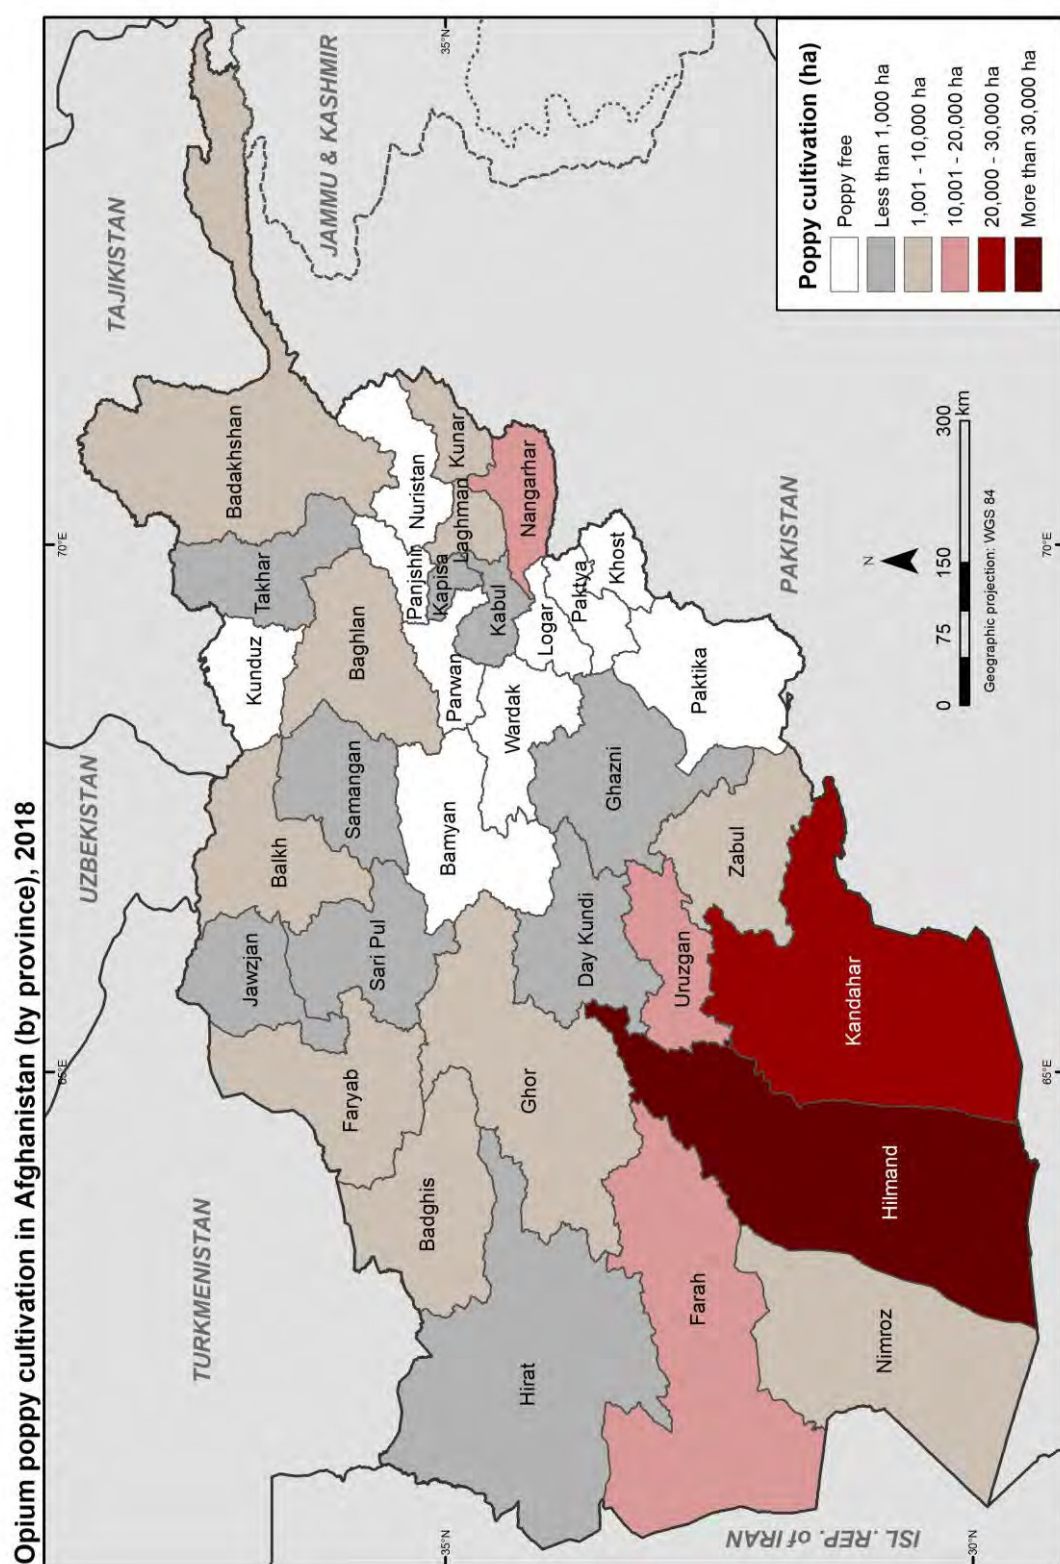 Opium poppy cultivation in Afghanistan (by province), 2018
65°E
70°E
UZBEKISTAN
TAJIKISTAN
TURKMENISTAN
JAMMU & KASHMIR
Jawzjan
Balkh
Kunduz
Takhar
Badakhshan
Faryab
Sari Pul
Samangan
Baghlan
35°N
35°N
Badghis
Bamyan
Parwan
Panjshir
Nuristan
Kapisa
Laghman
Kunar
Hirat
Ghor
Day Kundi
Wardak
Kabul
Nangarhar
Logar
Paktya
Khost
Ghazni
Farah
Uruzgan
Zabul
Paktika
PAKISTAN
Nimroz
Hilmand
Kandahar
ISL. REP. of IRAN
30°N
65°E
70°E
N
0 75 150 300
km
Geographic projection: WGS 84
Poppy cultivation (ha)
Poppy free
Less than 1,000 ha
1,001 - 10,000 ha
10,001 - 20,000 ha
20,000 - 30,000 ha
More than 30,000 ha